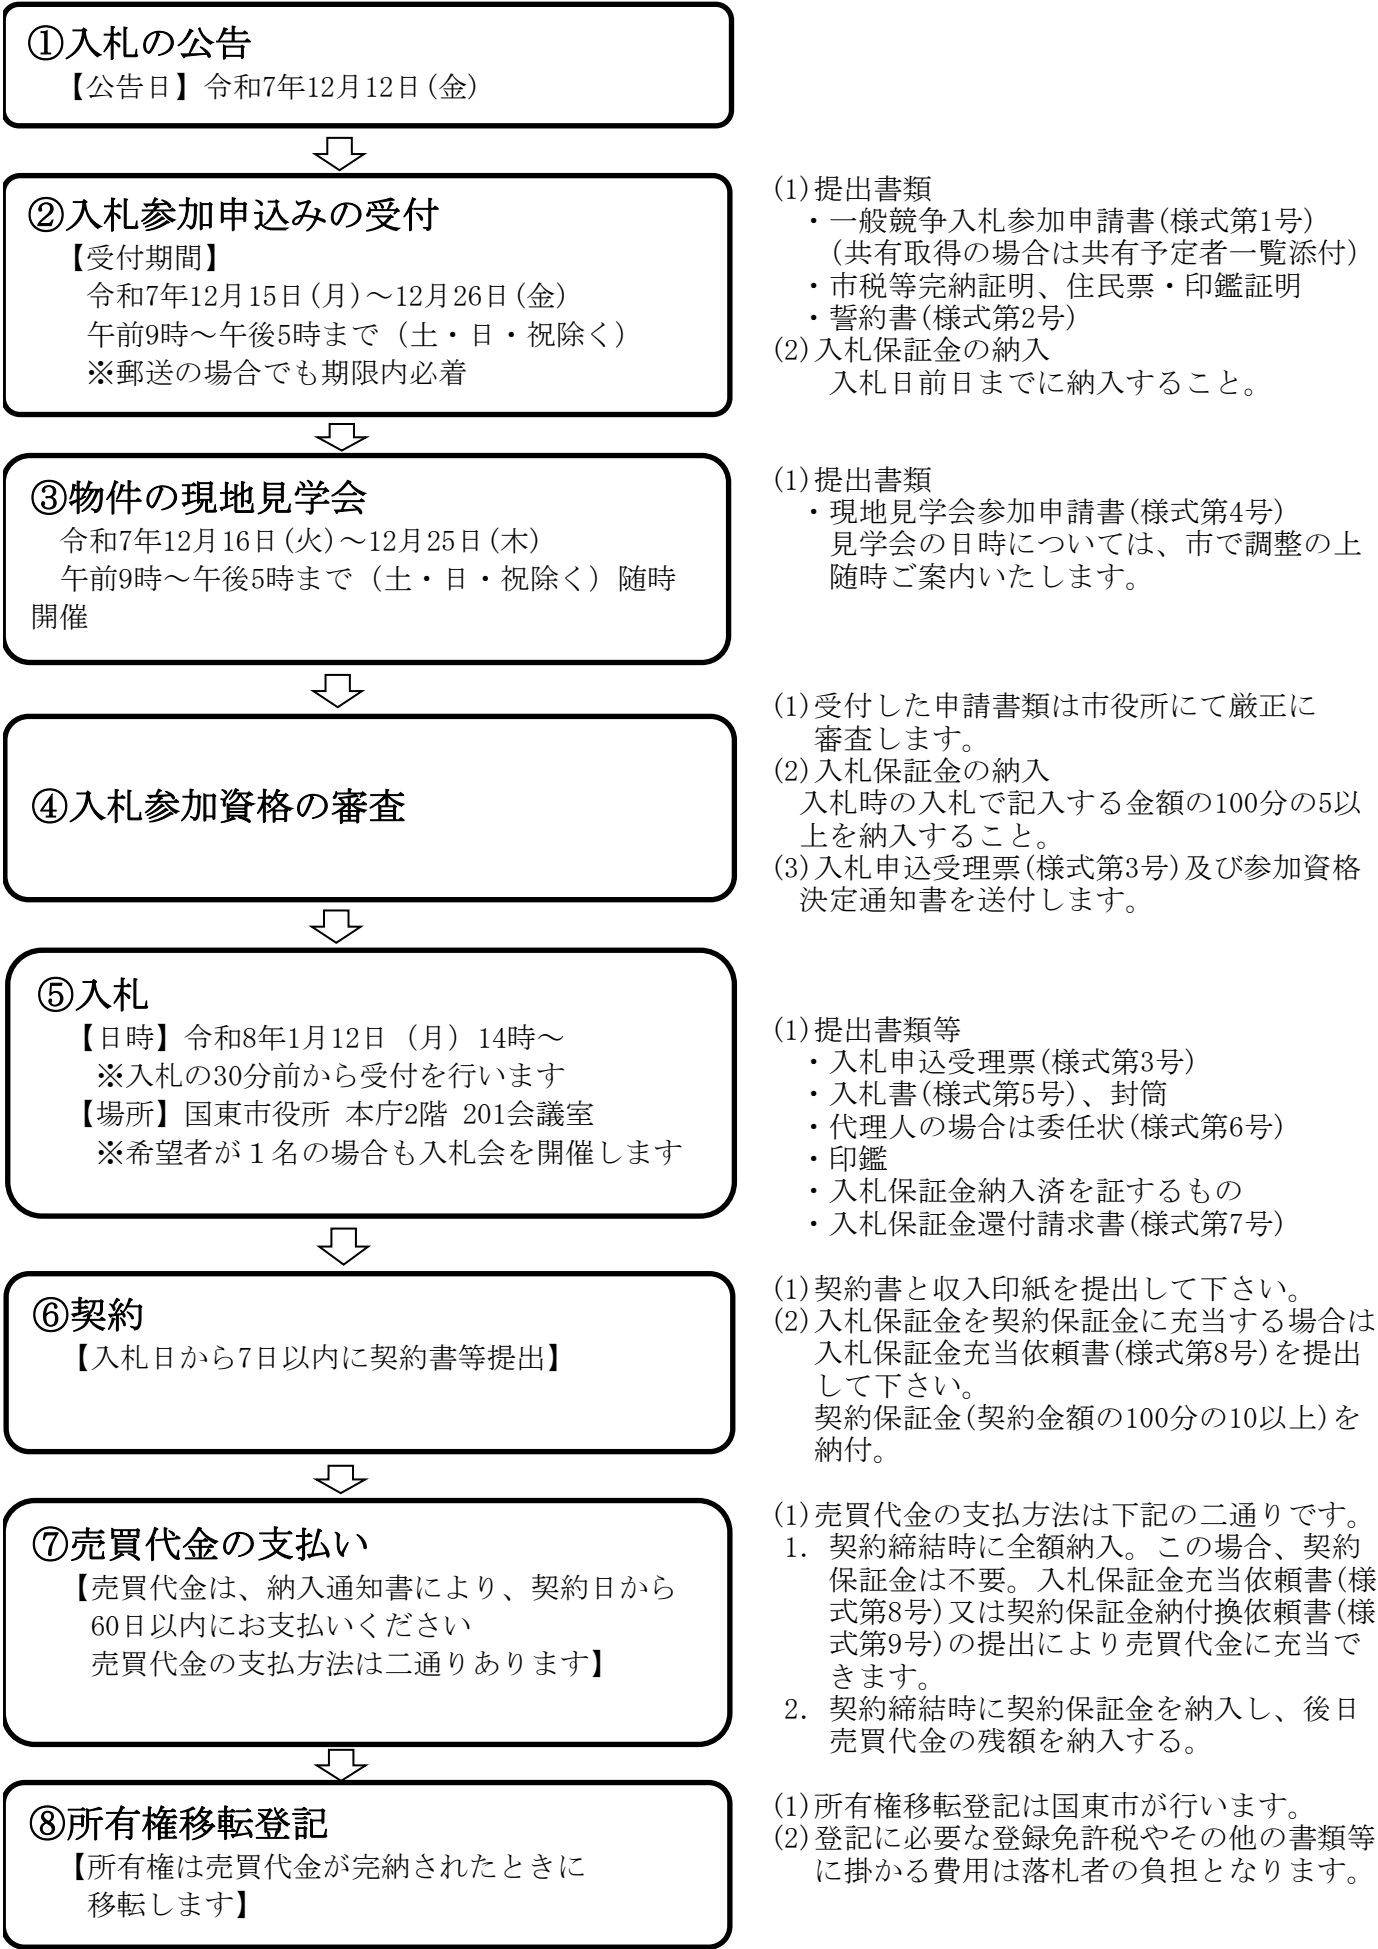 ①入札の公告
【公告日】令和7年12月12日(金)
②入札参加申込みの受付
【受付期間】
令和7年12月15日(月)～12月26日(金)
午前9時～午後5時まで（土・日・祝除く）
※郵送の場合でも期限内必着
(1)提出書類
・一般競争入札参加申請書(様式第1号)
(共有取得の場合は共有予定者一覧添付)
・市税等完納証明、住民票・印鑑証明
・誓約書(様式第2号)
(2)入札保証金の納入
入札日前日までに納入すること。
③物件の現地見学会
令和7年12月16日(火)～12月25日(木)
午前9時～午後5時まで（土・日・祝除く）随時
開催
(1)提出書類
・現地見学会参加申請書(様式第4号)
見学会の日時については、市で調整の上
随時ご案内いたします。
④入札参加資格の審査
(1)受付した申請書類は市役所にて厳正に
審査します。
(2)入札保証金の納入
入札時の入札で記入する金額の100分の5以
上を納入すること。
(3)入札申込受理票(様式第3号)及び参加資格
決定通知書を送付します。
⑤入札
【日時】令和8年1月12日（月）14時～
※入札の30分前から受付を行います
【場所】国東市役所 本庁2階 201会議室
※希望者が１名の場合も入札会を開催します
(1)提出書類等
・入札申込受理票(様式第3号)
・入札書(様式第5号)、封筒
・代理人の場合は委任状(様式第6号)
・印鑑
・入札保証金納入済を証するもの
・入札保証金還付請求書(様式第7号)
⑥契約
【入札日から7日以内に契約書等提出】
(1)契約書と収入印紙を提出して下さい。
(2)入札保証金を契約保証金に充当する場合は
入札保証金充当依頼書(様式第8号)を提出
して下さい。
契約保証金(契約金額の100分の10以上)を
納付。
⑦売買代金の支払い
【売買代金は、納入通知書により、契約日から
60日以内にお支払いください
売買代金の支払方法は二通りあります】
(1)売買代金の支払方法は下記の二通りです。
1. 契約締結時に全額納入。この場合、契約
保証金は不要。入札保証金充当依頼書(様
式第8号)又は契約保証金納付換依頼書(様
式第9号)の提出により売買代金に充当で
きます。
2. 契約締結時に契約保証金を納入し、後日
売買代金の残額を納入する。
⑧所有権移転登記
【所有権は売買代金が完納されたときに
移転します】
(1)所有権移転登記は国東市が行います。
(2)登記に必要な登録免許税やその他の書類等
に掛かる費用は落札者の負担となります。